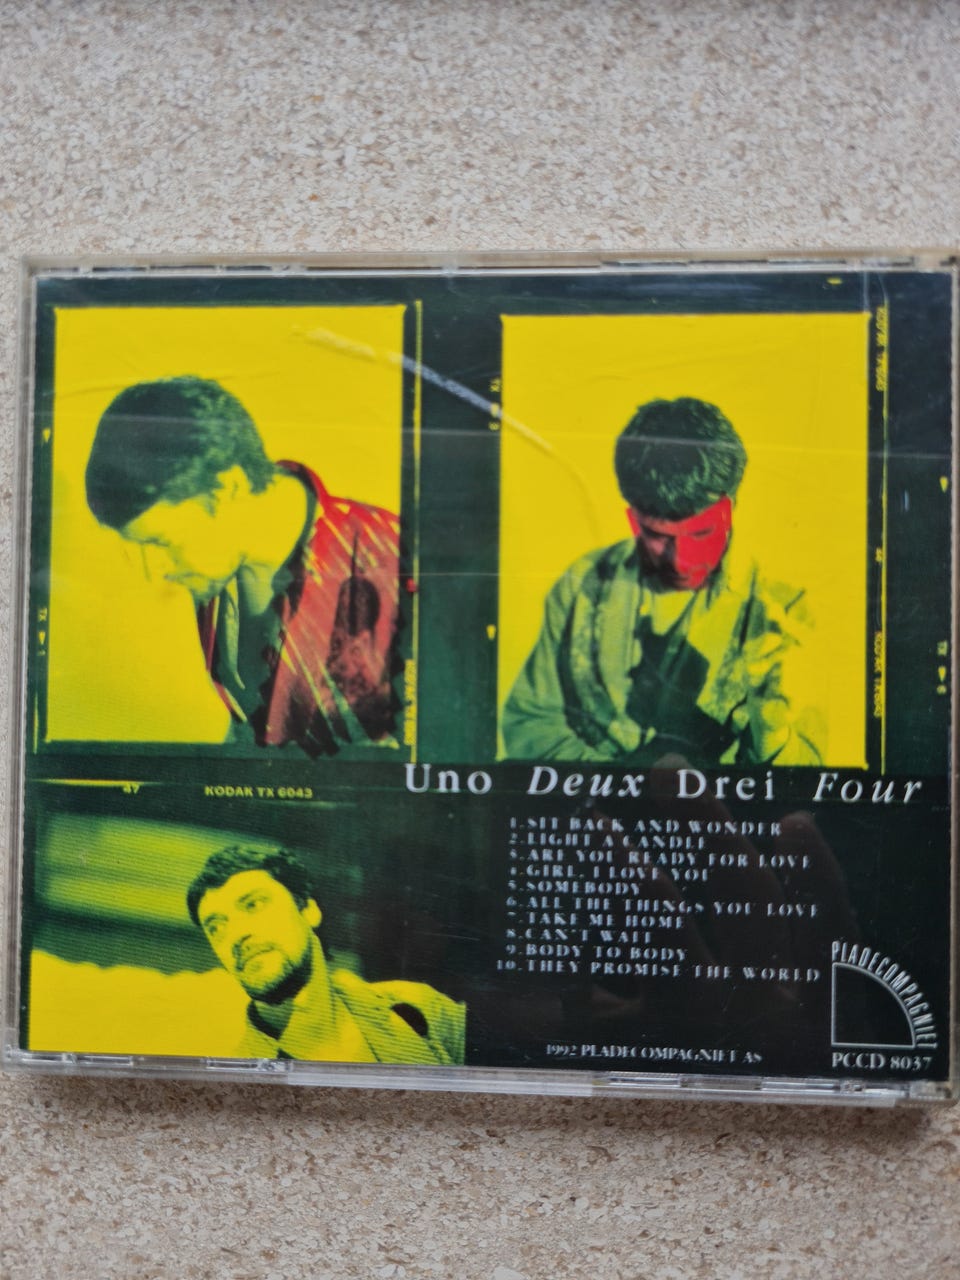 47
KODAK TX 6043
Uno Deux Drei Four
1. SIT BACK AND WONDER
2. LIGHT A CANDLE
3. ARE YOU READY FOR LOVE
4. GIRL, I LOVE YOU
5. SOMEBODY
6. ALL THE THINGS YOU LOVE
7. TAKE ME HOME
8. CAN'T WAIT
9. BODY TO BODY
10. THEY PROMISE THE WORLD
PLADECOMPAGNIET
PCCD 8037
1992 PLADECOMPAGNIET AS